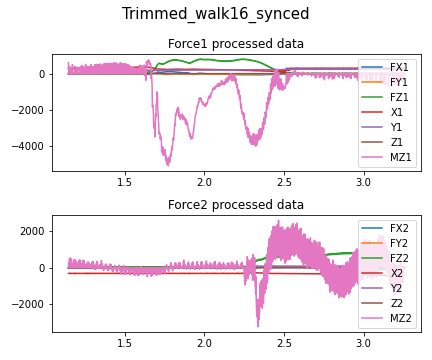 Trimmed_walk16_synced
Force1 processed data
0
−2000
−4000
FX1
FY1
FZ1
X1
Y1
Z1
MZ1
1.5
2.0
2.5
3.0
Force2 processed data
2000
0
−2000
FX2
FY2
FZ2
X2
Y2
Z2
MZ2
1.5
2.0
2.5
3.0